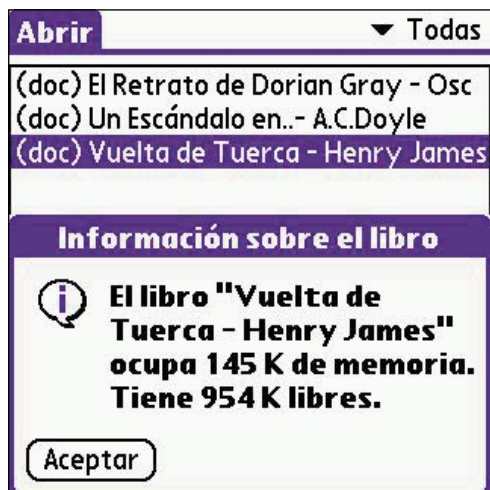 Abrir
Todas
(doc) El Retrato de Dorian Gray - Osc
(doc) Un Escándalo en..- A.C.Doyle
(doc) Vuelta de Tuerca - Henry James
Información sobre el libro
El libro "Vuelta de
Tuerca - Henry James"
ocupa 145 K de memoria.
Tiene 954 K libres.
Aceptar